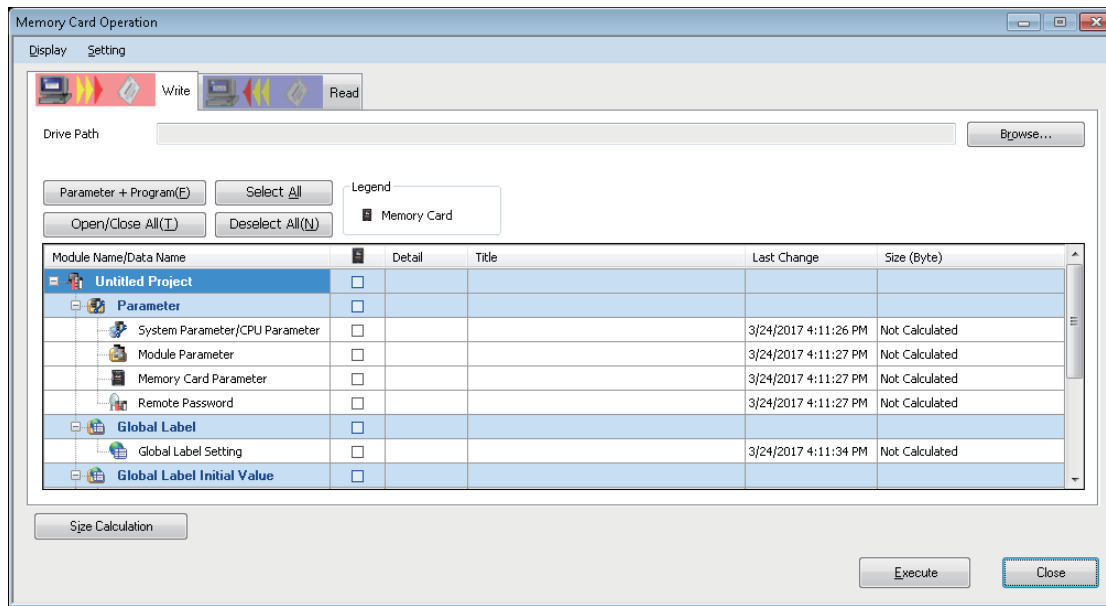 Memory Card Operation
Display Setting
Write Read
Drive Path Browse...
Parameter + Program(F) Select All Legend
Memory Card
Open/Close All(T) Deselect All(N)
Module Name/Data Name Detail Title Last Change Size (Byte)
Untitled Project
Parameter
System Parameter/CPU Parameter 3/24/2017 4:11:26 PM Not Calculated
Module Parameter 3/24/2017 4:11:27 PM Not Calculated
Memory Card Parameter 3/24/2017 4:11:27 PM Not Calculated
Remote Password 3/24/2017 4:11:27 PM Not Calculated
Global Label
Global Label Setting 3/24/2017 4:11:34 PM Not Calculated
Global Label Initial Value
Size Calculation
Execute Close